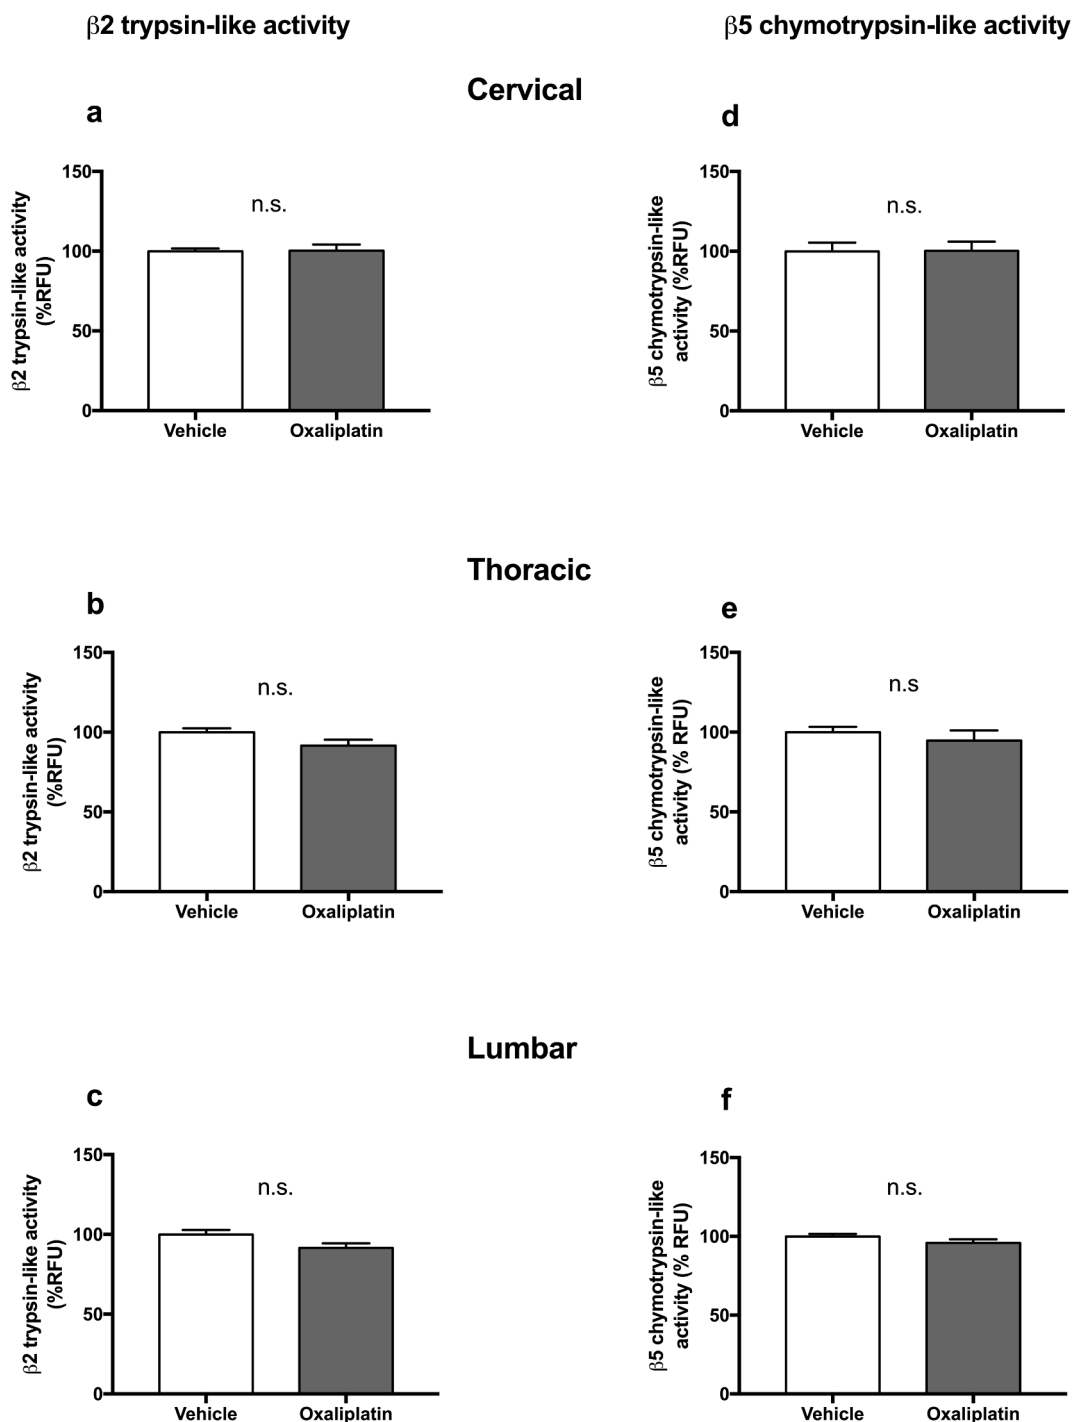 β2 trypsin-like activity
β5 chymotrypsin-like activity
Cervical
a
β2 trypsin-like activity
(%RFU)
150
100
50
0
n.s.
Vehicle
Oxaliplatin
d
β5 chymotrypsin-like
activity (%RFU)
150
100
50
0
n.s.
Vehicle
Oxaliplatin
Thoracic
b
β2 trypsin-like activity
(%RFU)
150
100
50
0
n.s.
Vehicle
Oxaliplatin
e
β5 chymotrypsin-like
activity (% RFU)
150
100
50
0
n.s
Vehicle
Oxaliplatin
Lumbar
c
β2 trypsin-like activity
(%RFU)
150
100
50
0
n.s.
Vehicle
Oxaliplatin
f
β5 chymotrypsin-like
activity (% RFU)
150
100
50
0
n.s.
Vehicle
Oxaliplatin